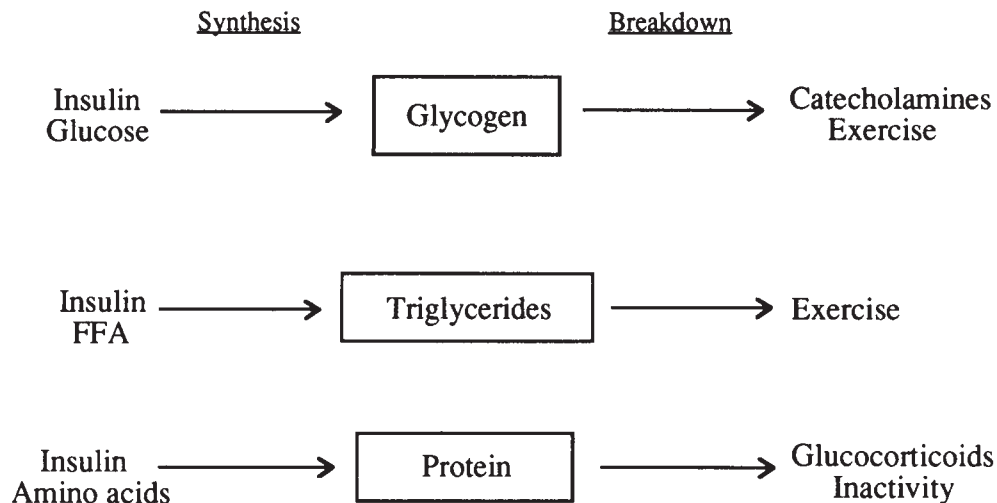 Synthesis
Breakdown
Insulin
Glucose
Glycogen
Catecholamines
Exercise
Insulin
FFA
Triglycerides
Exercise
Insulin
Amino acids
Protein
Glucocorticoids
Inactivity